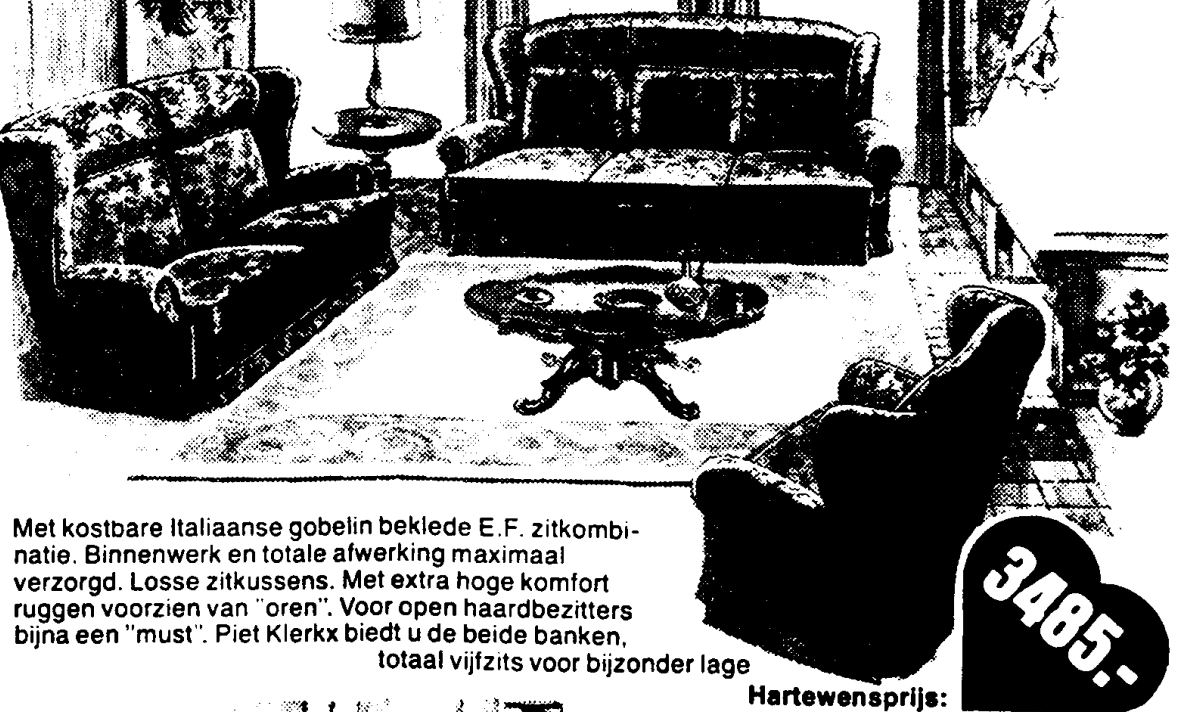 Met kostbare Italiaanse gobelin beklede E.F. zitkombi-
natie. Binnenwerk en totale afwerking maximaal
verzorgd. Losse zitkussens. Met extra hoge komfort
ruggen voorzien van "oren". Voor open haardbezitters
bijna een "must". Piet Klerkx biedt u de beide banken,
totaal vijfzits voor bijzonder lage
Hartewensprijs:
3485.-